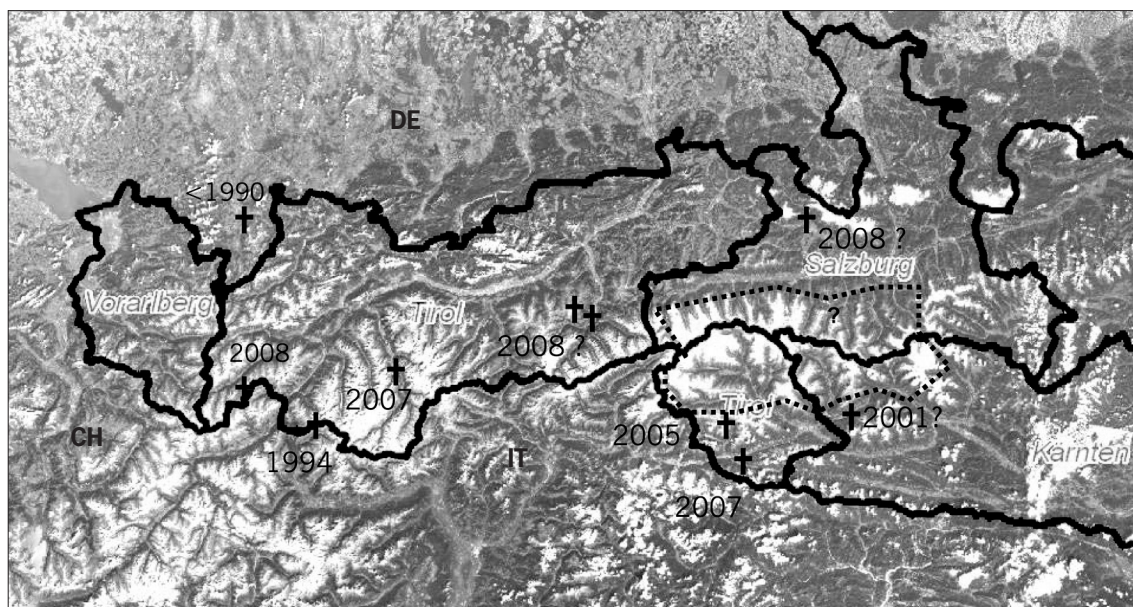 DE
<1990
2008 ?
Salzburg
Vorarlberg
Tirol
?
2008
2008 ?
2007
Tirol
2001?
2005
CH
1994
IT
Kärnten
2007